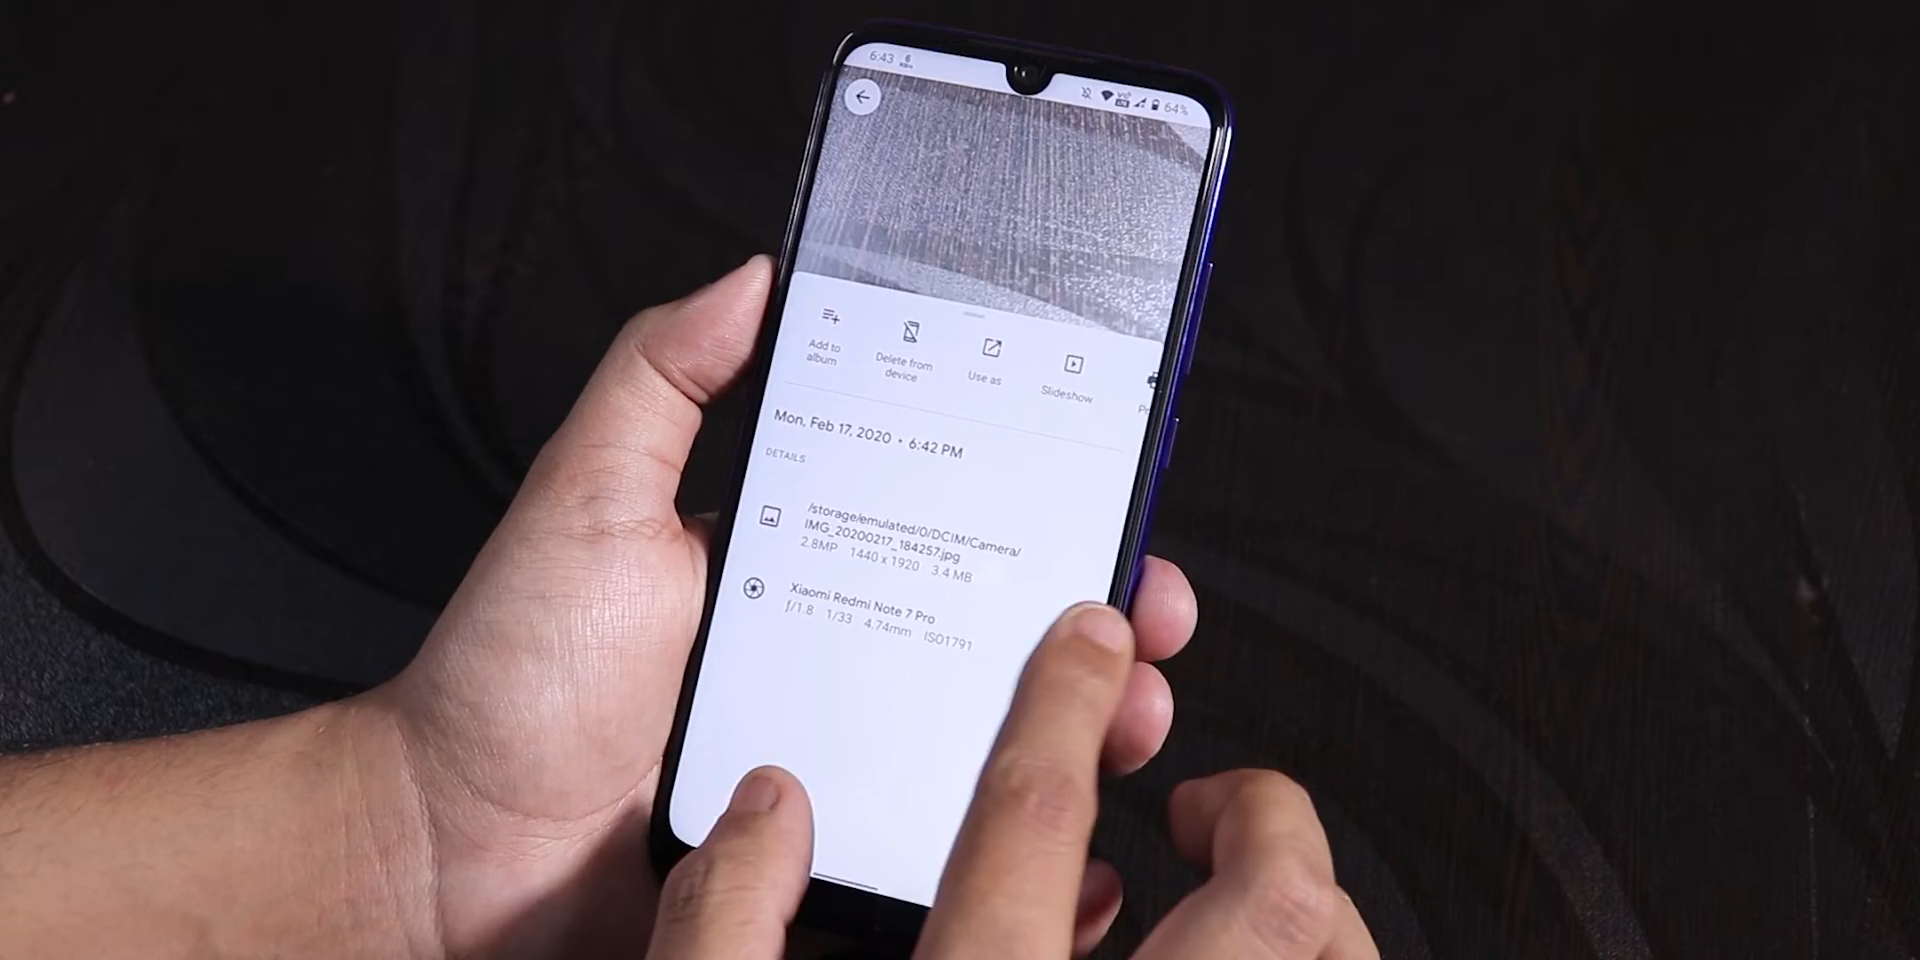 6:43 6 KB/s 64%
Add to
album
Delete from
device
Use as
Slideshow
Mon, Feb 17, 2020 • 6:42 PM
DETAILS
/storage/emulated/0/DCIM/Camera/
IMG_20200217_184257.jpg
2.8MP 1440 x 1920 3.4 MB
Xiaomi Redmi Note 7 Pro
ƒ/1.8 1/33 4.74mm ISO1791